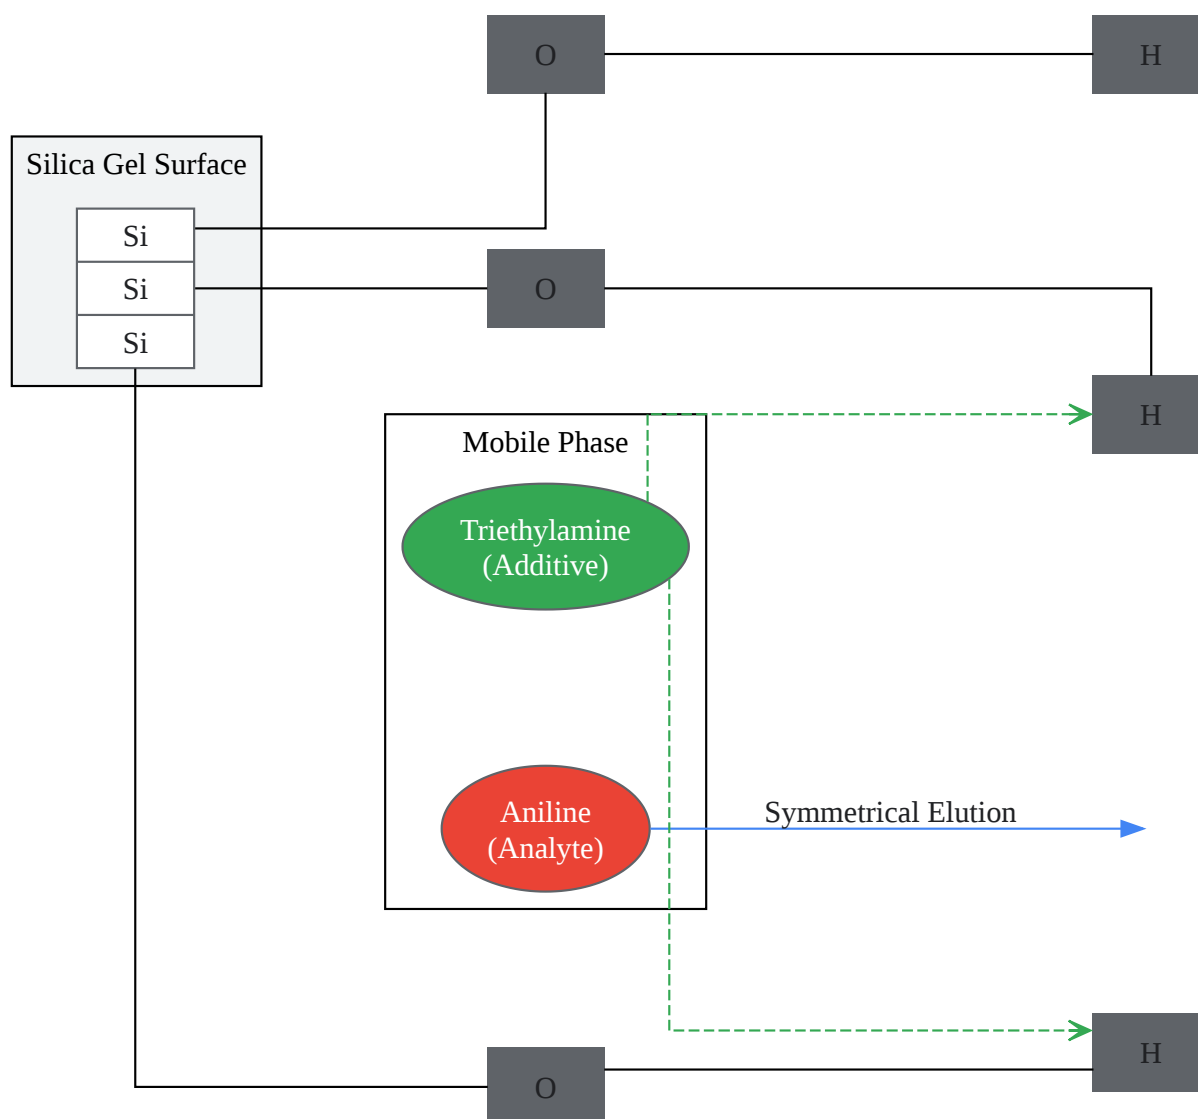 O
H
Silica Gel Surface
Si
Si
Si
O
H
Mobile Phase
Triethylamine
(Additive)
Aniline
(Analyte)
Symmetrical Elution
O
H